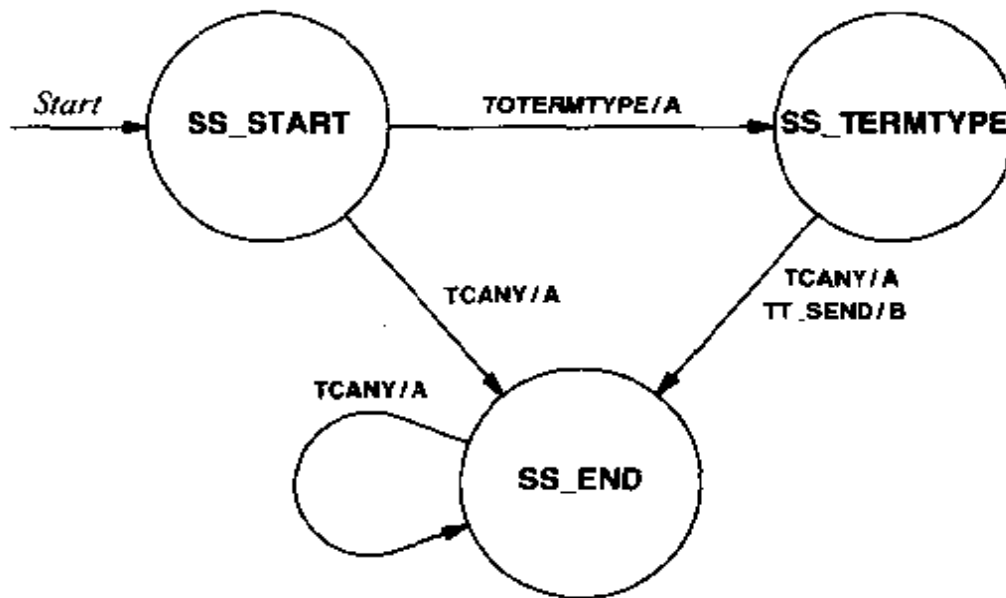 Start
SS_START
TOTERMTYPE/A
SS_TERMTYPE
TCANY/A
TCANY/A
TT_SEND/B
TCANY/A
SS_END